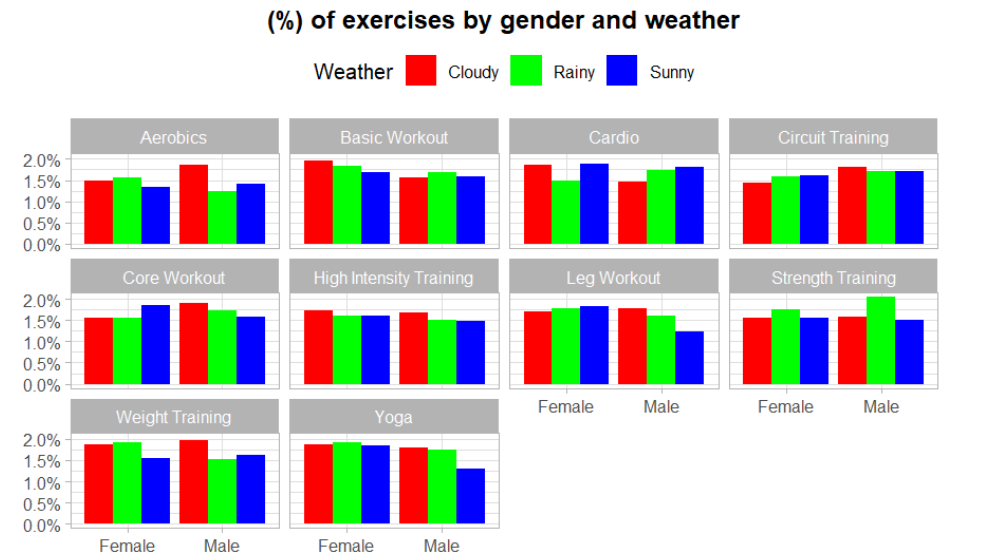 (%) of exercises by gender and weather
Weather Cloudy Rainy Sunny
Aerobics Basic Workout Cardio Circuit Training
2.0%
1.5%
1.0%
0.5%
0.0%
Core Workout High Intensity Training Leg Workout Strength Training
2.0%
1.5%
1.0%
0.5%
0.0%
Female Male Female Male
Weight Training Yoga
2.0%
1.5%
1.0%
0.5%
0.0%
Female Male Female Male